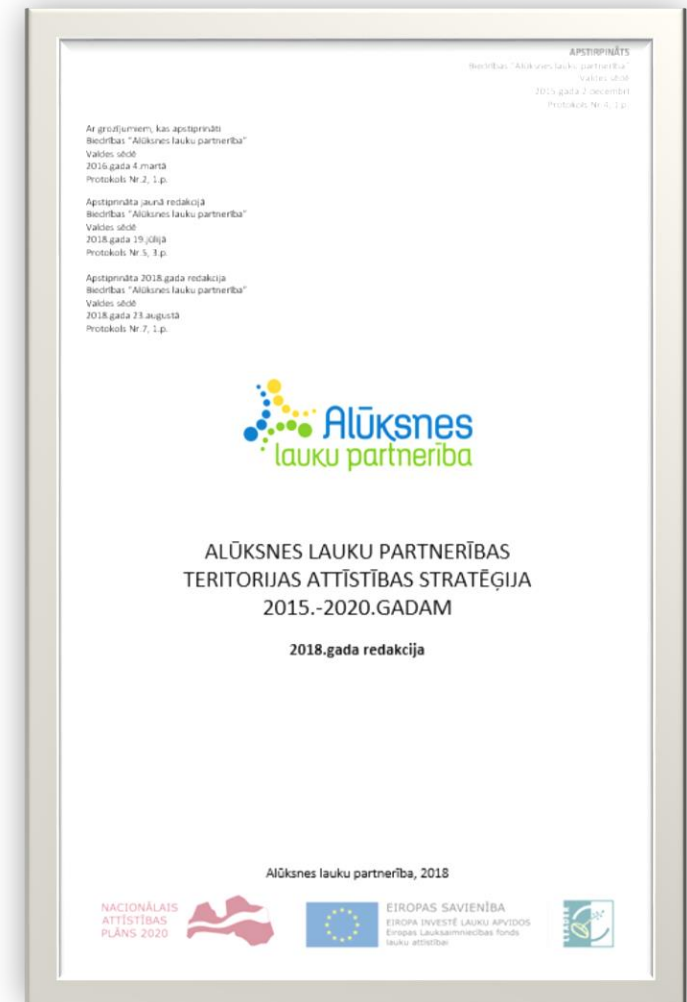 APSTIRPINĀTS
Biedrības "Alūksnes lauku partnerība"
Valdes sēdē
2015.gada 2.decembrī
Protokols Nr.4, 1.p.
Ar grozījumiem, kas apstiprināti
Biedrības "Alūksnes lauku partnerība"
Valdes sēdē
2016.gada 4.martā
Protokols Nr.2, 1.p.
Apstiprināta jaunā redakcijā
Biedrības "Alūksnes lauku partnerība"
Valdes sēdē
2018.gada 19.jūlijā
Protokols Nr.5, 3.p.
Apstiprināta 2018.gada redakcija
Biedrības "Alūksnes lauku partnerība"
Valdes sēdē
2018.gada 23.augustā
Protokols Nr.7, 1.p.
Alūksnes
lauku partnerība
ALŪKSNES LAUKU PARTNERĪBAS
TERITORIJAS ATTĪSTĪBAS STRATĒĢIJA
2015.-2020.GADAM
2018.gada redakcija
Alūksnes lauku partnerība, 2018
NACIONĀLAIS
ATTĪSTĪBAS
PLĀNS 2020
EIROPAS SAVIENĪBA
EIROPA INVESTĒ LAUKU APVIDOS
Eiropas Lauksaimniecības fonds
lauku attīstībai
LEADER